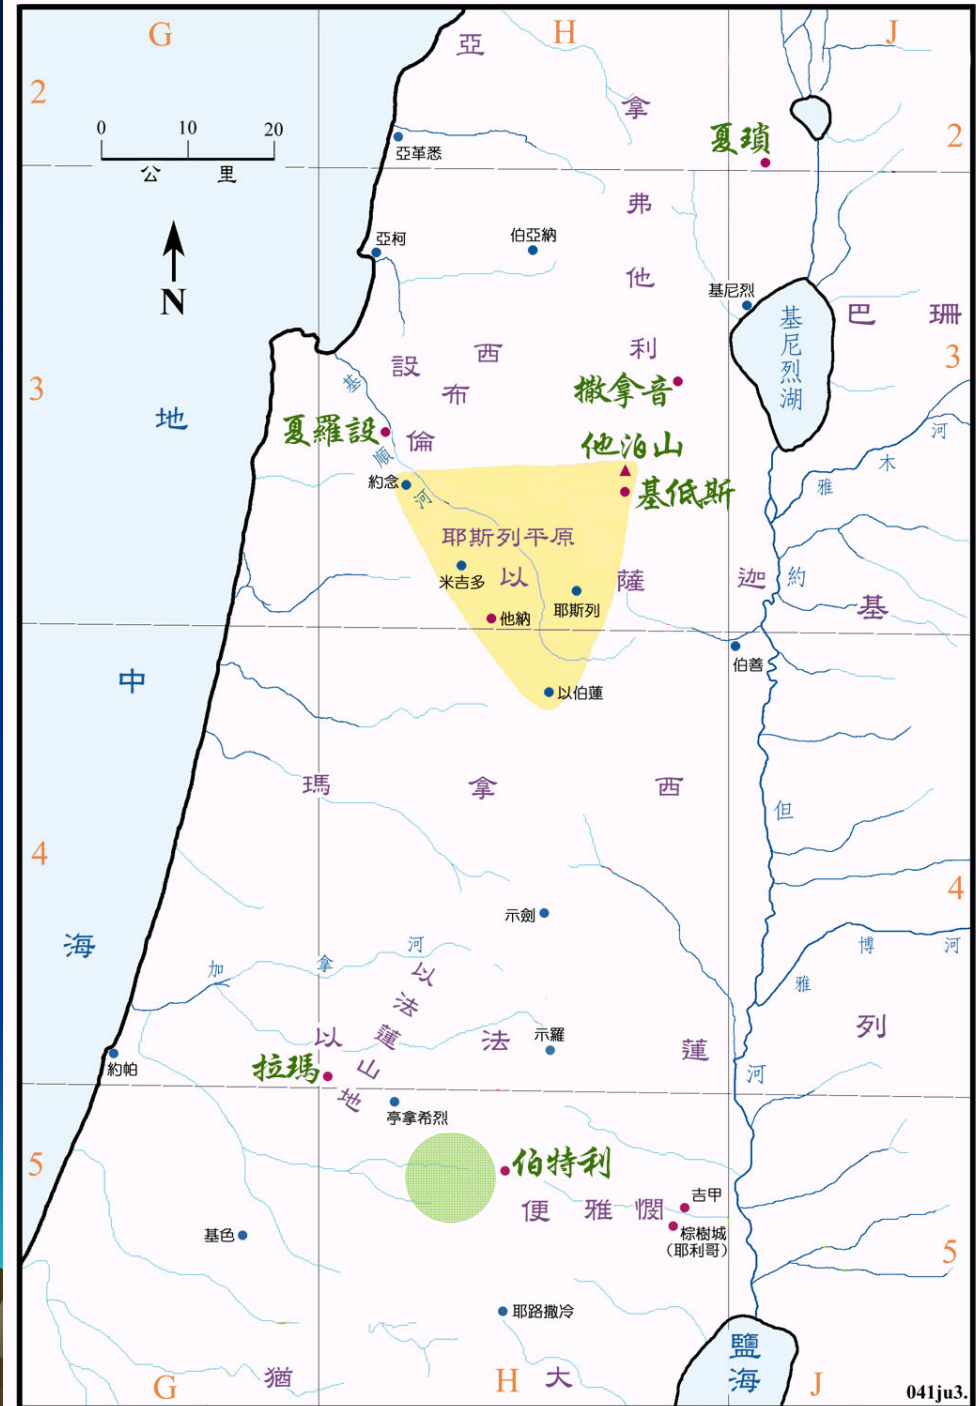 G
H
J
2
亞
拿
弗
他
利
夏瑣
2
0 10 20
公 里
亞革悉
N
亞柯
伯亞納
基尼烈
基尼烈湖
巴 珊
3
3
地
中
海
西
布
倫
設
撒拿音
夏羅設
基順河
他泊山
基低斯
約念
雅木河
耶斯列平原
米吉多
以薩迦
耶斯列
他納
基
列
約但河
伯善
以伯蓮
瑪拿西
4
4
示劍
加拿河
雅博河
以法蓮山地
以法蓮
示羅
約帕
拉瑪
亭拿希烈
5
伯特利
便雅憫
吉甲
棕樹城
(耶利哥)
基色
5
耶路撒冷
鹽海
猶大
G
H
J
041ju3.